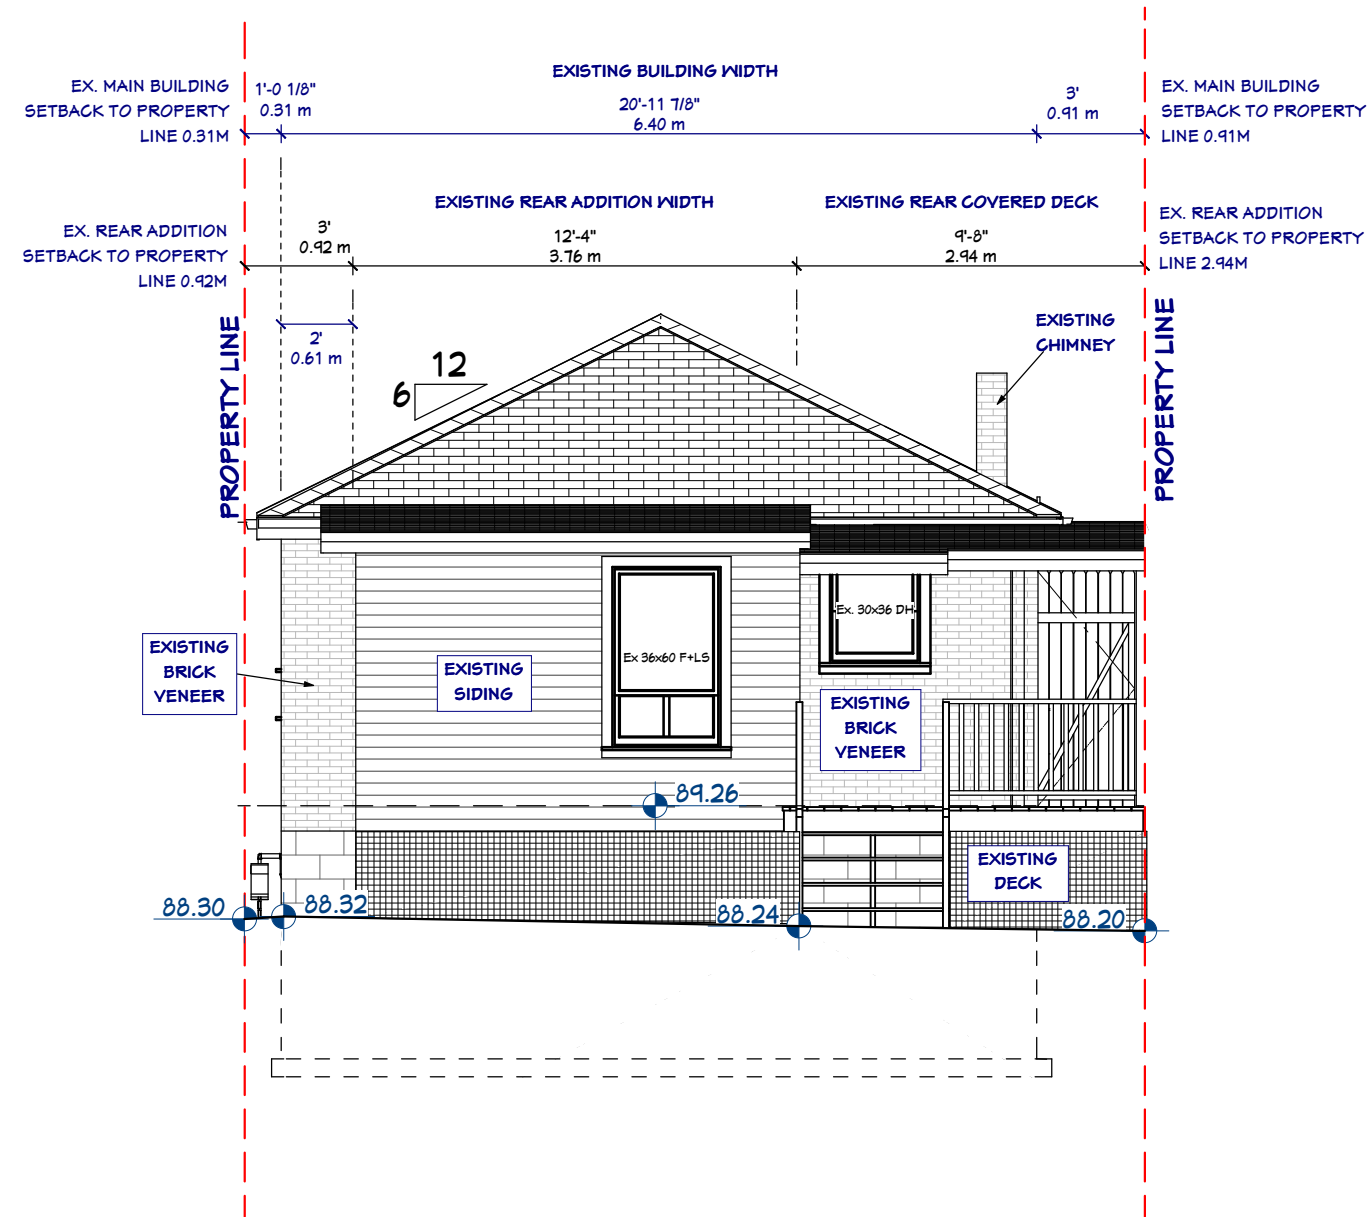 EXISTING BUILDING WIDTH
EX. MAIN BUILDING
SETBACK TO PROPERTY
LINE 0.31M
1'-0 1/8"
0.31 m
20'-11 7/8"
6.40 m
3'
0.91 m
EX. MAIN BUILDING
SETBACK TO PROPERTY
LINE 0.91M
EXISTING REAR ADDITION WIDTH
EXISTING REAR COVERED DECK
EX. REAR ADDITION
SETBACK TO PROPERTY
LINE 0.92M
3'
0.92 m
12'-4"
3.76 m
9'-8"
2.94 m
EX. REAR ADDITION
SETBACK TO PROPERTY
LINE 2.94M
PROPERTY LINE
2'
0.61 m
12
6
EXISTING
CHIMNEY
PROPERTY LINE
Ex. 30x36 DH
Ex 36x60 F+LS
EXISTING
BRICK
VENEER
EXISTING
SIDING
EXISTING
BRICK
VENEER
89.26
EXISTING
DECK
88.30
88.32
88.24
88.20